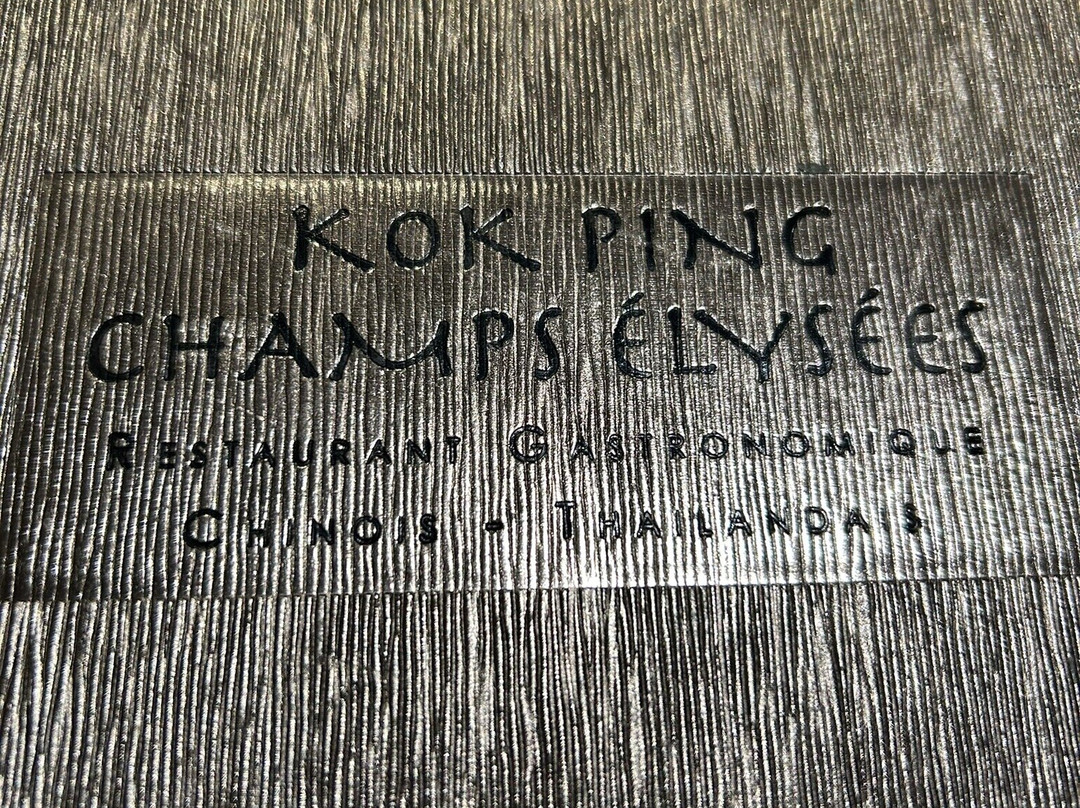 KOK PING
CHAMPS ÉLYSÉES
RESTAURANT GASTRONOMIQUE
CHINOIS - THAILANDAIS